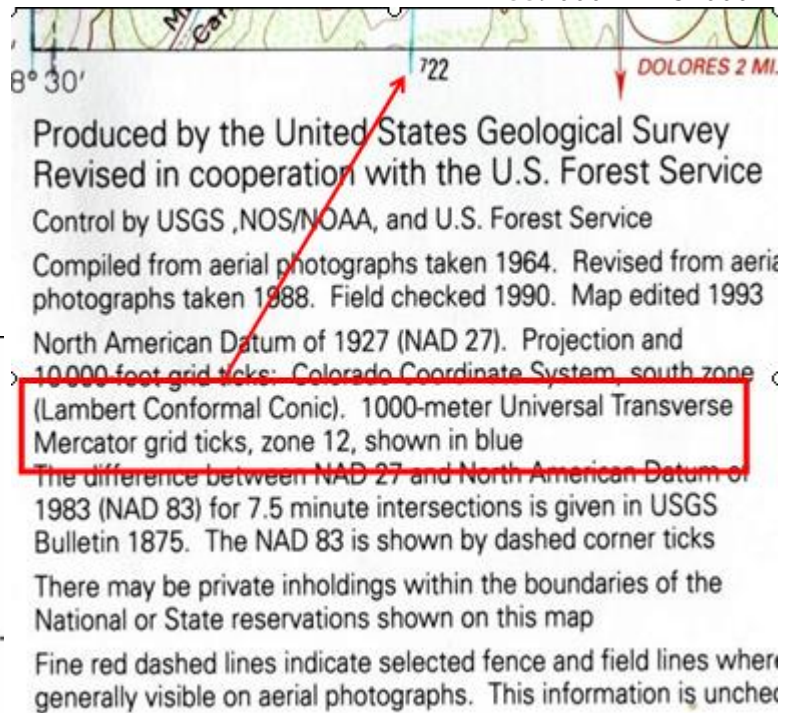 Can
8° 30'
⁷22
DOLORES 2 MI.
Produced by the United States Geological Survey
Revised in cooperation with the U.S. Forest Service
Control by USGS ,NOS/NOAA, and U.S. Forest Service
Compiled from aerial photographs taken 1964. Revised from aeria
photographs taken 1988. Field checked 1990. Map edited 1993
North American Datum of 1927 (NAD 27). Projection and
10 000-foot grid ticks: Colorado Coordinate System, south zone
(Lambert Conformal Conic). 1000-meter Universal Transverse
Mercator grid ticks, zone 12, shown in blue
The difference between NAD 27 and North American Datum of
1983 (NAD 83) for 7.5 minute intersections is given in USGS
Bulletin 1875. The NAD 83 is shown by dashed corner ticks
There may be private inholdings within the boundaries of the
National or State reservations shown on this map
Fine red dashed lines indicate selected fence and field lines where
generally visible on aerial photographs. This information is unchec